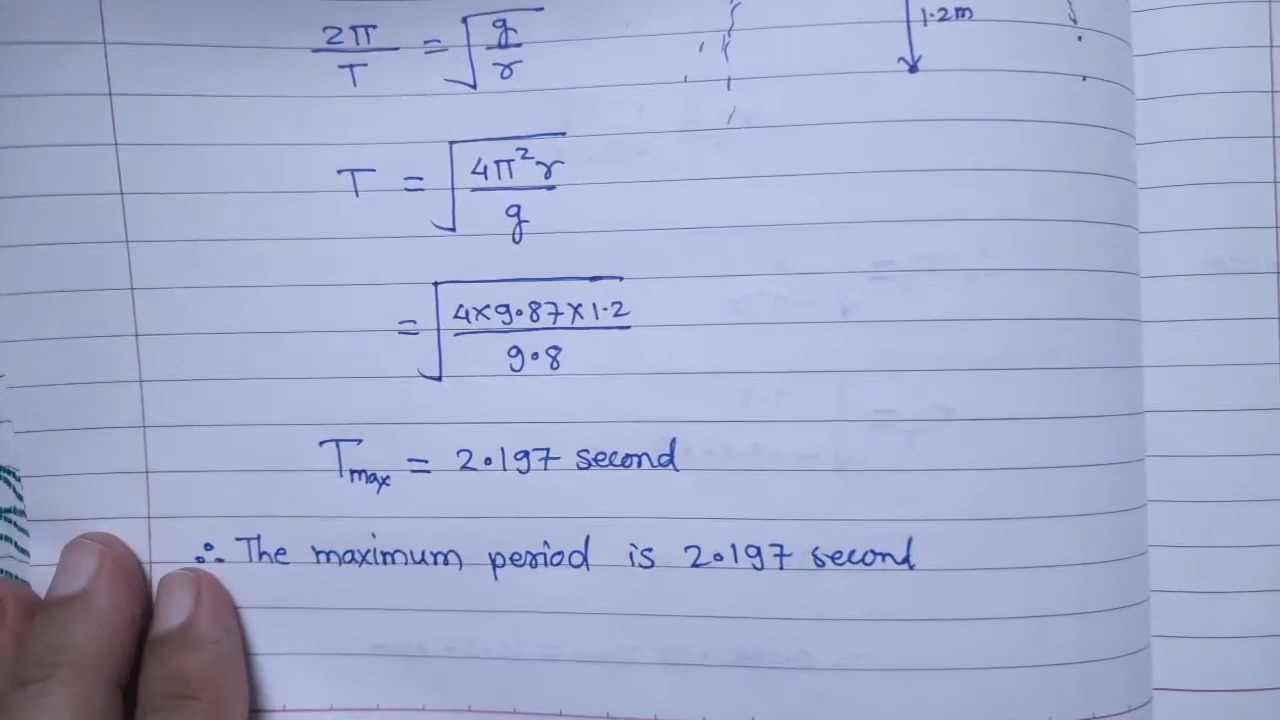 2π/T = √(g/r)
1.2m
T = √(4π²r/g)
= √(4×9.87×1.2/9.8)
Tmax = 2.197 second
∴ The maximum period is 2.197 second